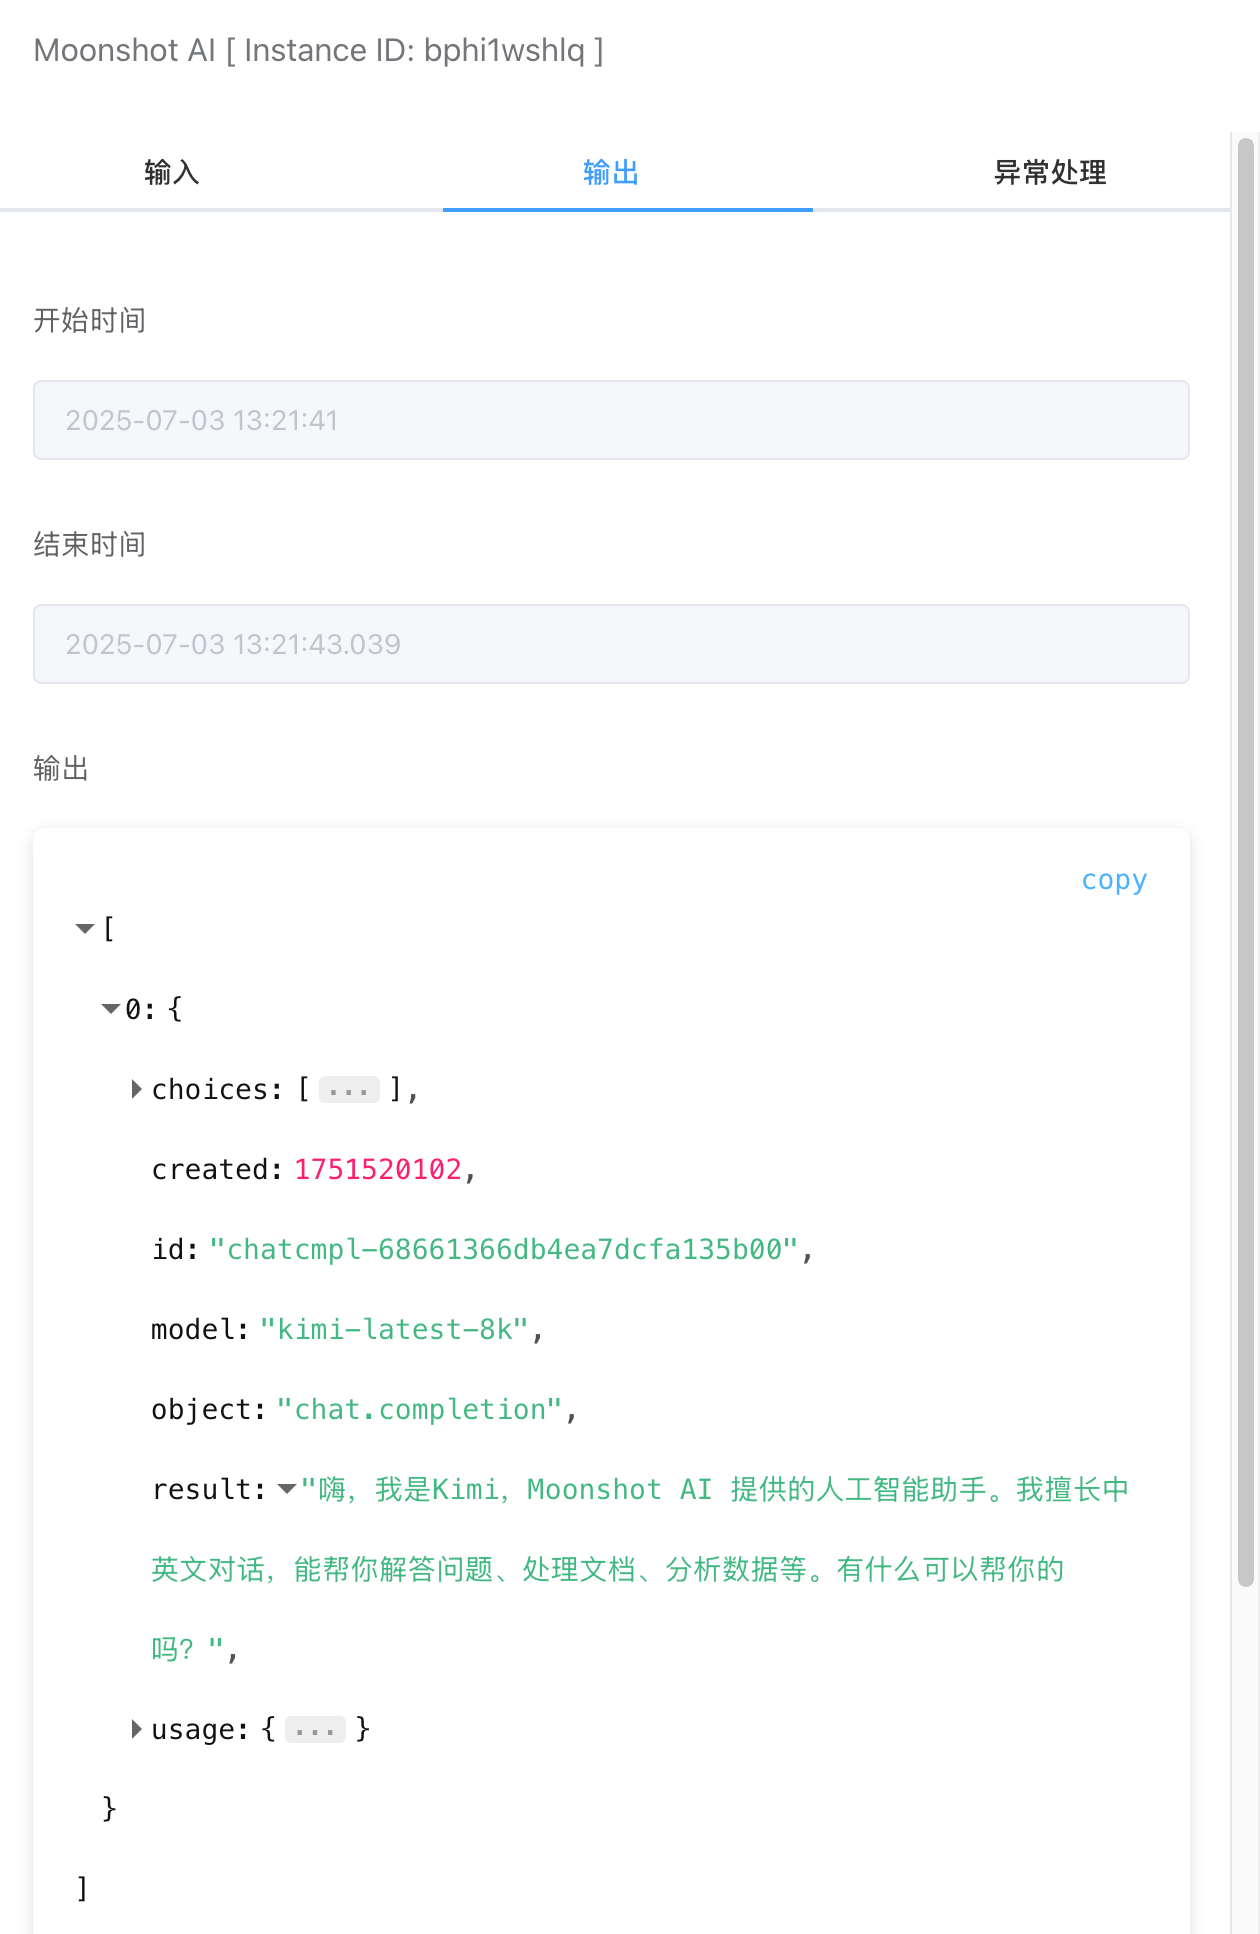 Moonshot AI [ Instance ID: bphi1wshlq ]
输入 输出 异常处理
开始时间
2025-07-03 13:21:41
结束时间
2025-07-03 13:21:43.039
输出
copy
[
0: {
choices: [ ... ],
created: 1751520102,
id: "chatcmpl-68661366db4ea7dcfa135b00",
model: "kimi-latest-8k",
object: "chat.completion",
result: "嗨，我是Kimi，Moonshot AI 提供的人工智能助手。我擅长中
英文对话，能帮你解答问题、处理文档、分析数据等。有什么可以帮你的
吗？",
usage: { ... }
}
]